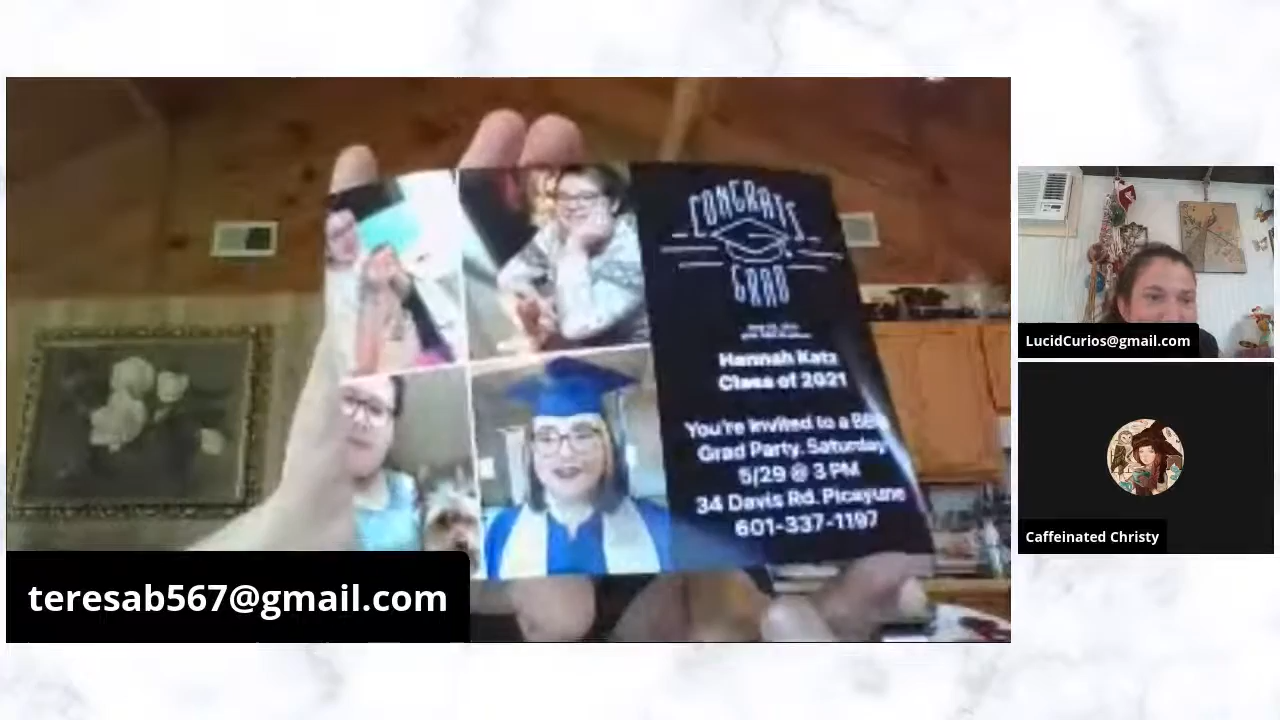 CONGRATS
GRAD
Hannah Katz
Class of 2021
You're invited to a
Grad Party. Saturday
5/29 @ 3 PM
34 Davis Rd. Picayune
601-337-1197
teresab567@gmail.com
LucidCurios@gmail.com
Caffeinated Christy